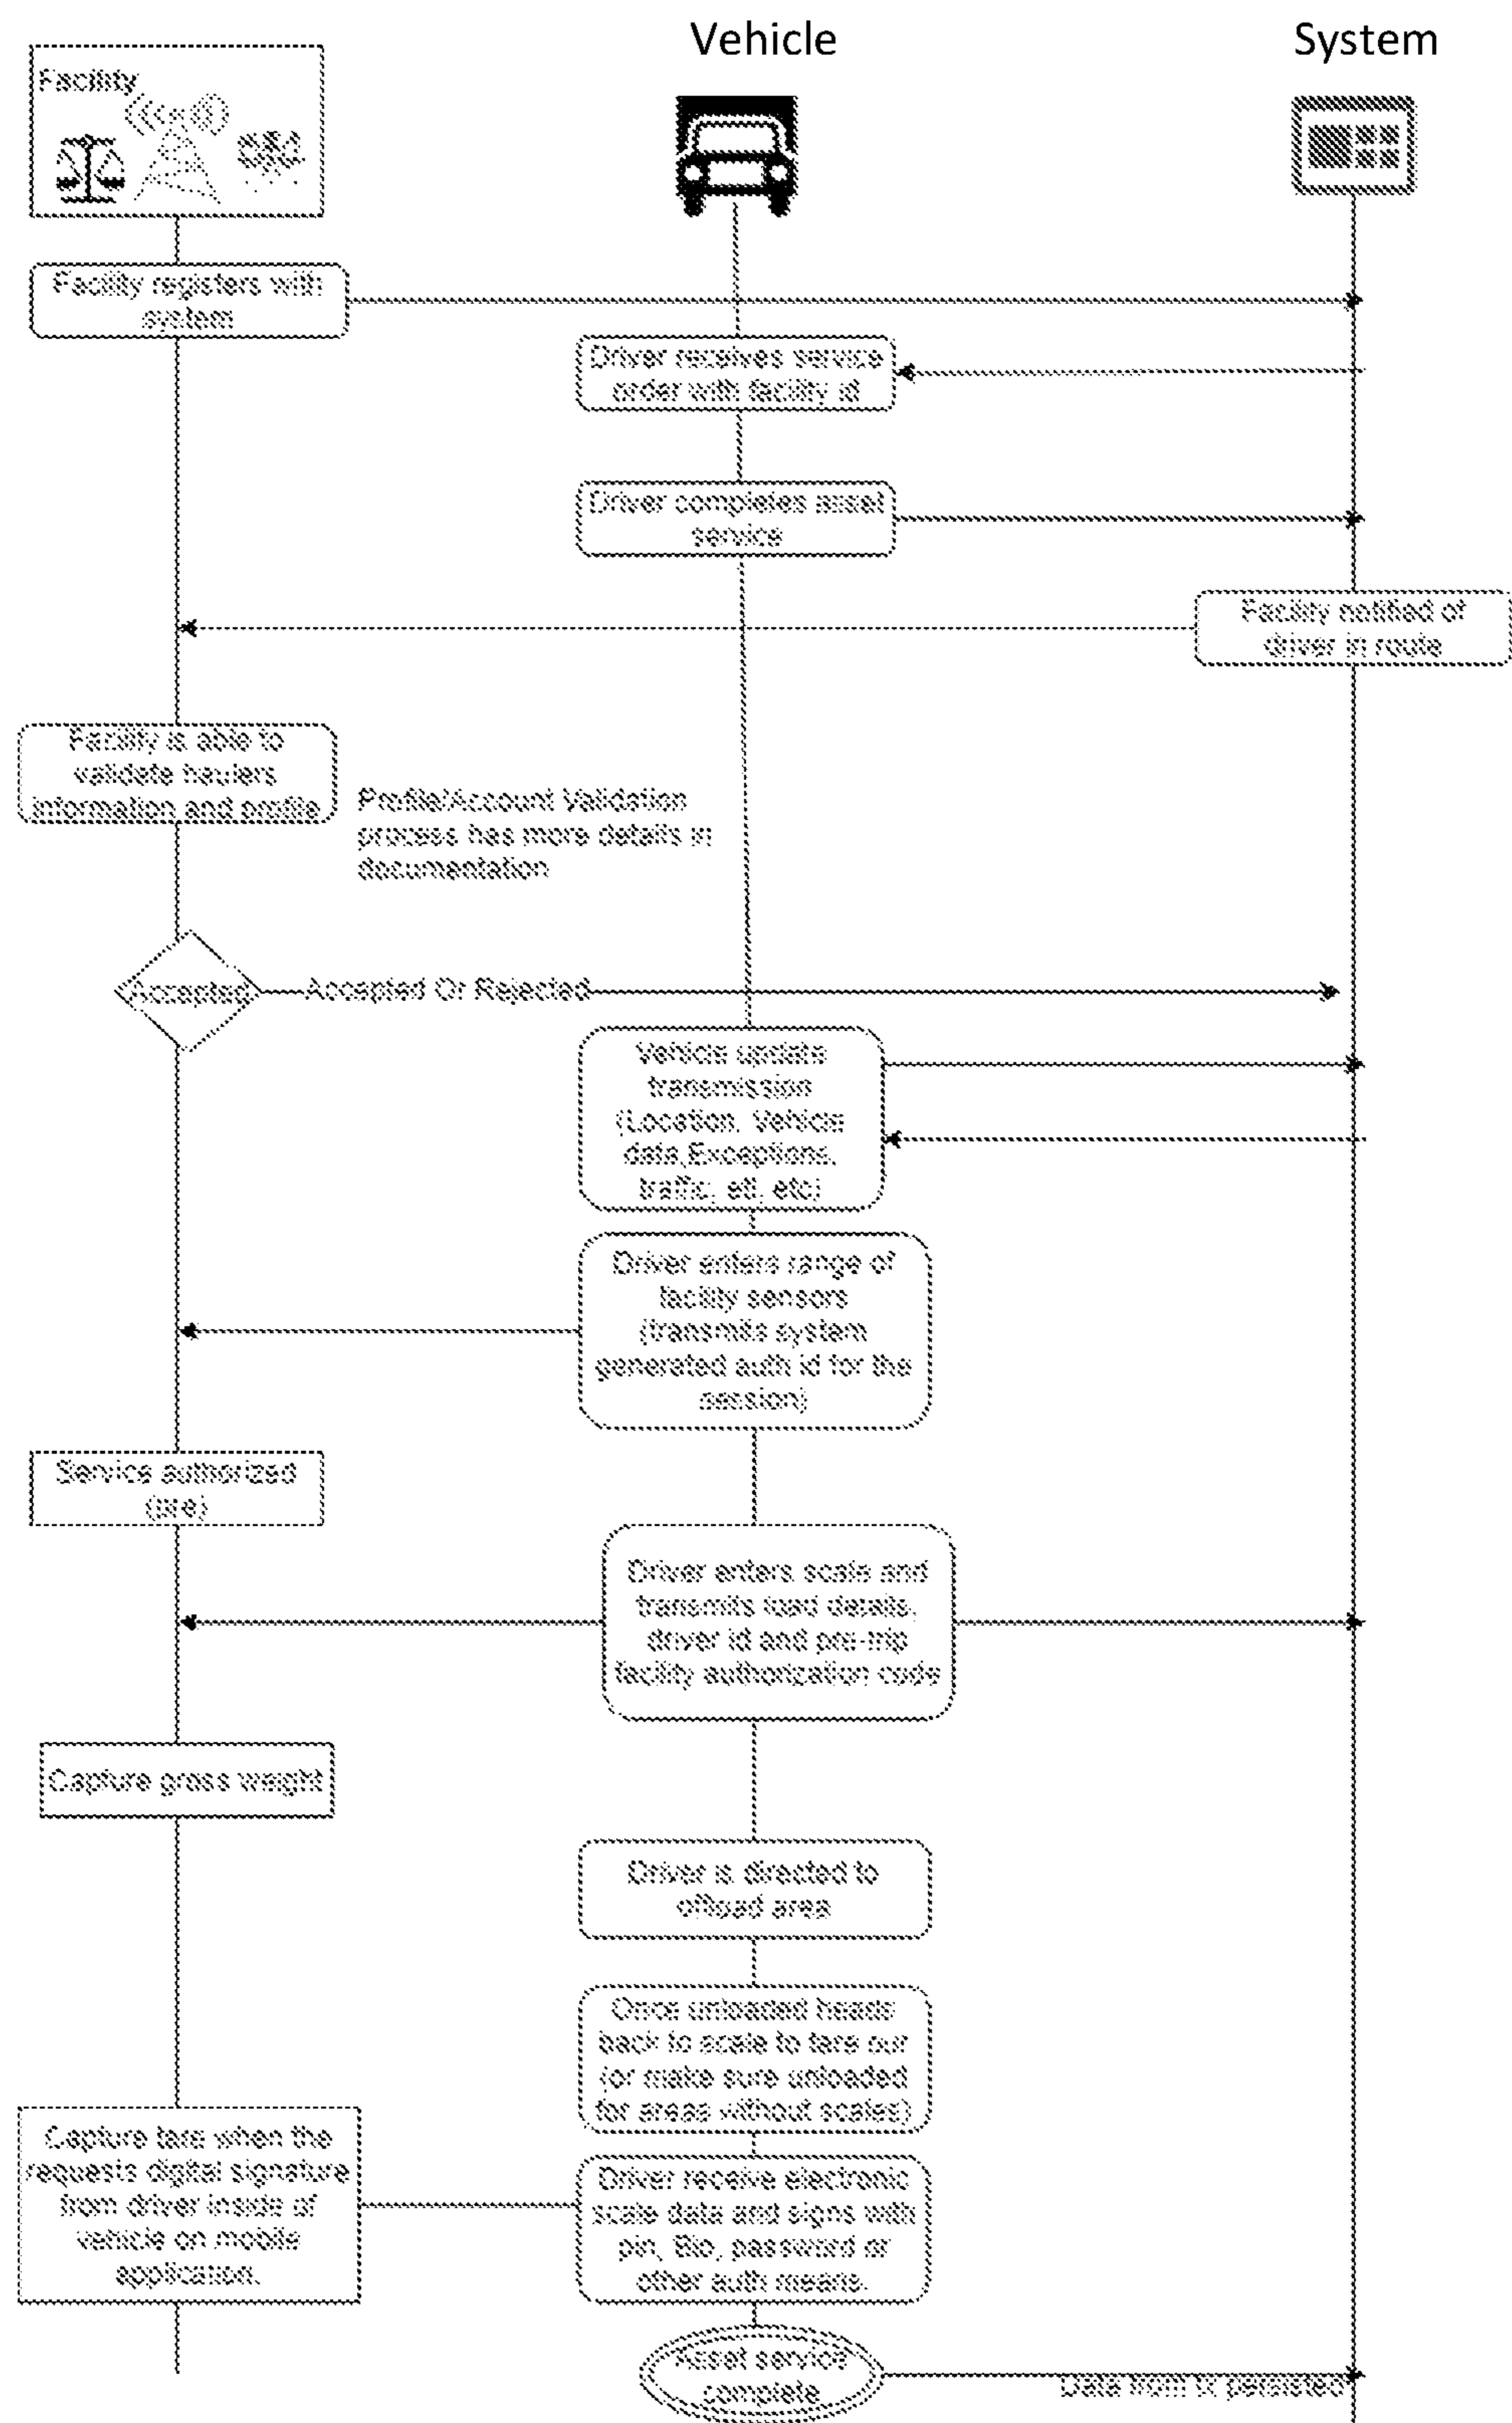 Vehicle
System
Facility
Facility registers with
system
Driver receives service
order with facility id
Driver completes asset
service
Facility notified of
driver in route
Facility is able to
validate haulers
information and profile
Profile/Account Validation
process has more details in
documentation
Accepted
Accepted Or Rejected
Vehicle update
transmission
(Location, Vehicle
data,Exceptions,
traffic, etl, etc)
Driver enters range of
facility sensors
(transmits system
generated auth id for the
session)
Service authorized
(pre)
Driver enters scale and
transmits load details,
driver id and pre-trip
facility authorization code
Capture gross weight
Driver is directed to
offload area
Once unloaded heads
back to scale to tare our
(or make sure unloaded
for areas without scales)
Capture tare when the
requests digital signature
from driver inside of
vehicle on mobile
application.
Driver receive electronic
scale data and signs with
pin, Bio, password or
other auth means.
Asset service
complete
Data from tx persisted